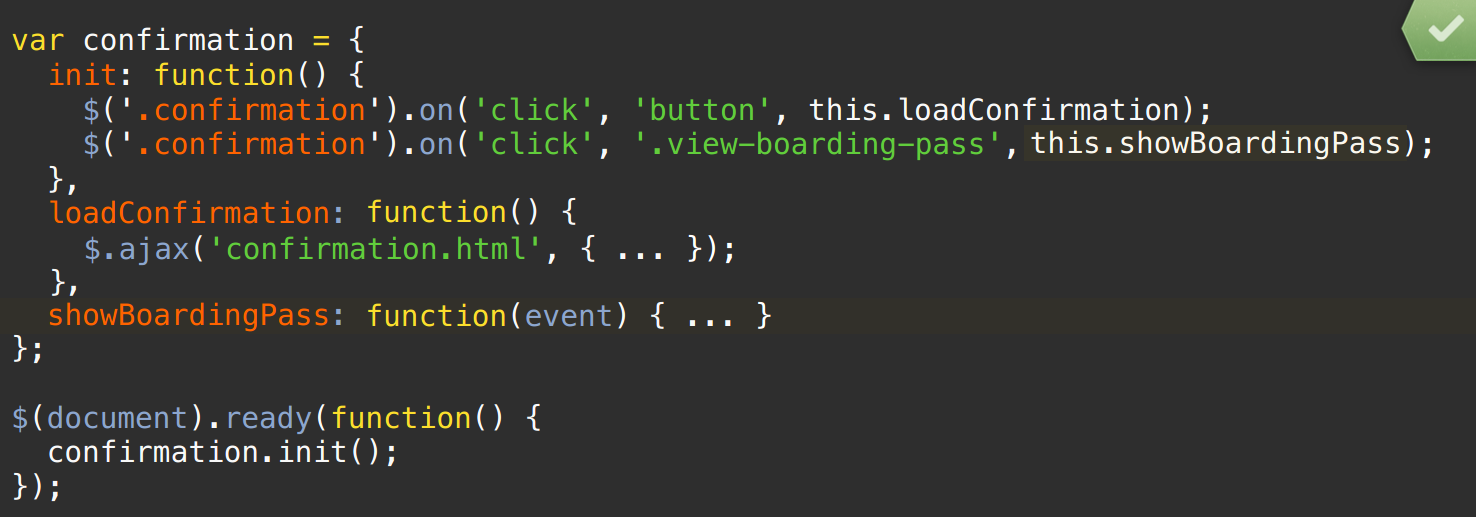 var confirmation = {
  init: function() {
    $('.confirmation').on('click', 'button', this.loadConfirmation);
    $('.confirmation').on('click', '.view-boarding-pass', this.showBoardingPass);
  },
  loadConfirmation: function() {
    $.ajax('confirmation.html', { ... });
  },
  showBoardingPass: function(event) { ... }
};

$(document).ready(function() {
  confirmation.init();
});